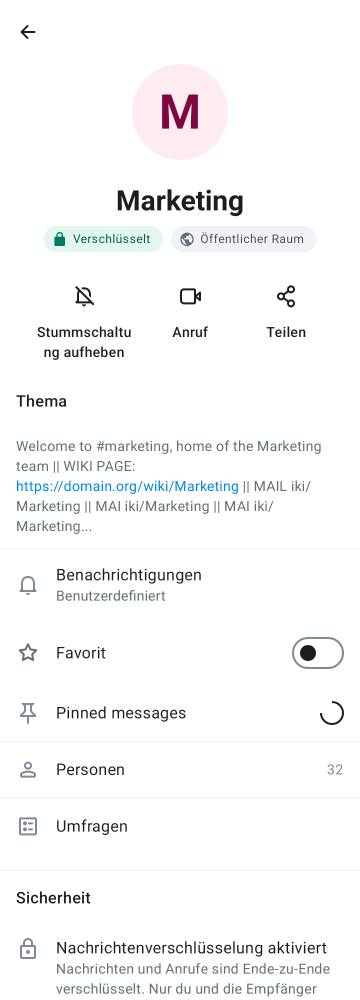 M
Marketing
Verschlüsselt
Öffentlicher Raum
Stummschaltu
ng aufheben
Anruf
Teilen
Thema
Welcome to #marketing, home of the Marketing
team || WIKI PAGE:
https://domain.org/wiki/Marketing || MAIL iki/
Marketing || MAI iki/Marketing || MAI iki/
Marketing...
Benachrichtigungen
Benutzerdefiniert
Favorit
Pinned messages
Personen
32
Umfragen
Sicherheit
Nachrichtenverschlüsselung aktiviert
Nachrichten und Anrufe sind Ende-zu-Ende
verschlüsselt. Nur du und die Empfänger